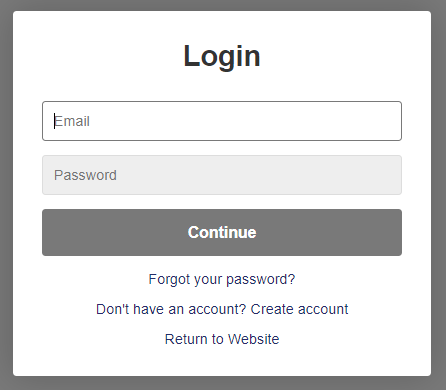 Login
Email
Password
Continue
Forgot your password?
Don't have an account? Create account
Return to Website